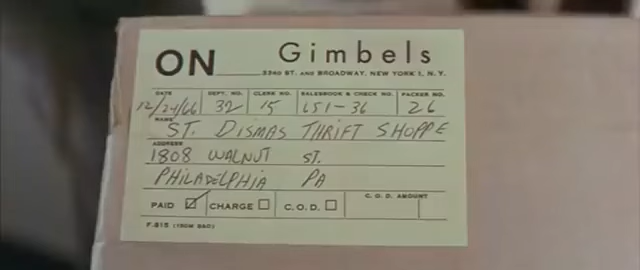 ON Gimbels
33RD ST. AND BROADWAY, NEW YORK 1, N.Y.
DATE DEPT. NO. CLERK NO. SALESBOOK & CHECK NO. PACKER NO.
12/24/66 32 15 151-36 26
NAME ST. DISMAS THRIFT SHOPPE
ADDRESS
1808 WALNUT ST.
PHILADELPHIA PA
PAID CHARGE C.O.D. C.O.D. AMOUNT
F-815